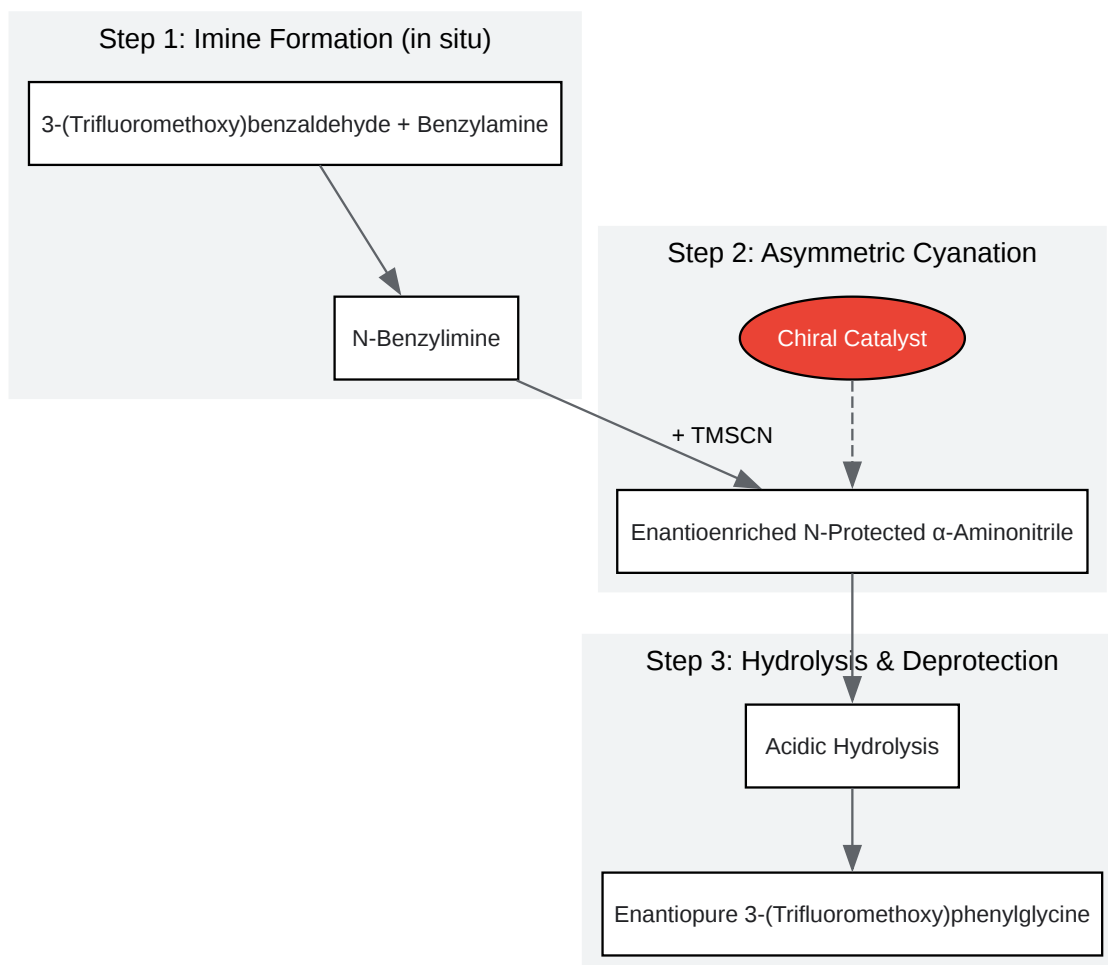 Step 1: Imine Formation (in situ)
3-(Trifluoromethoxy)benzaldehyde + Benzylamine
N-Benzylimine
Step 2: Asymmetric Cyanation
Chiral Catalyst
+ TMSCN
Enantioenriched N-Protected α-Aminonitrile
Step 3: Hydrolysis & Deprotection
Acidic Hydrolysis
Enantiopure 3-(Trifluoromethoxy)phenylglycine